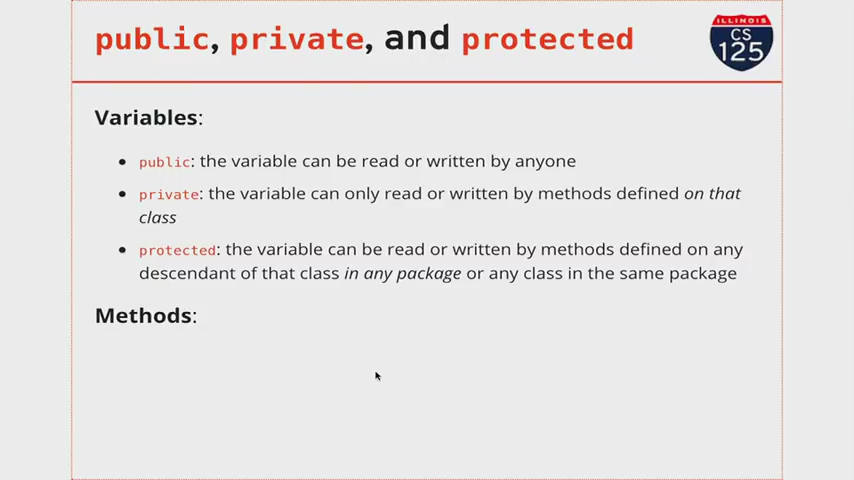 public, private, and protected
ILLINOIS
CS
125
Variables:
• public: the variable can be read or written by anyone
• private: the variable can only read or written by methods defined on that
class
• protected: the variable can be read or written by methods defined on any
descendant of that class in any package or any class in the same package
Methods: